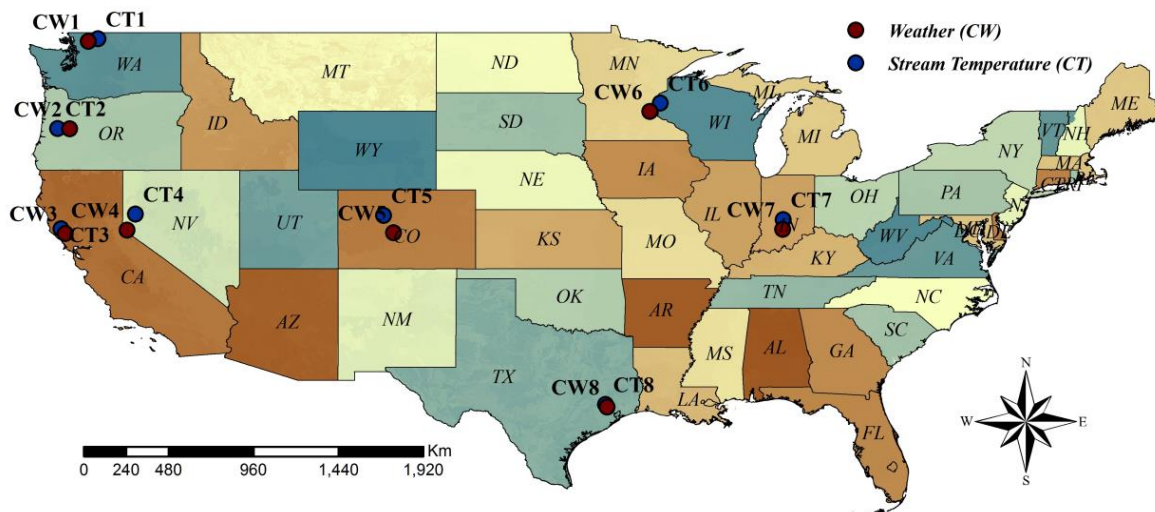 CW1 CT1
Weather (CW)
Stream Temperature (CT)
WA
MT
ND
MN
CW6 CT6
MI
ME
CW2 CT2
OR
ID
SD
WI
MI
VT
NH
NY
MA
WY
IA
CT4
NE
PA
OH
CW3 CW4
CT3
NV
UT
CT5
CO
IL
CW7 CT7
KS
MO
WV
KY
VA
CA
TN
NC
AZ
NM
OK
AR
SC
MS
AL
GA
TX
CW8 CT8
LA
FL
N
W E
S
Km
0 240 480 960 1,440 1,920